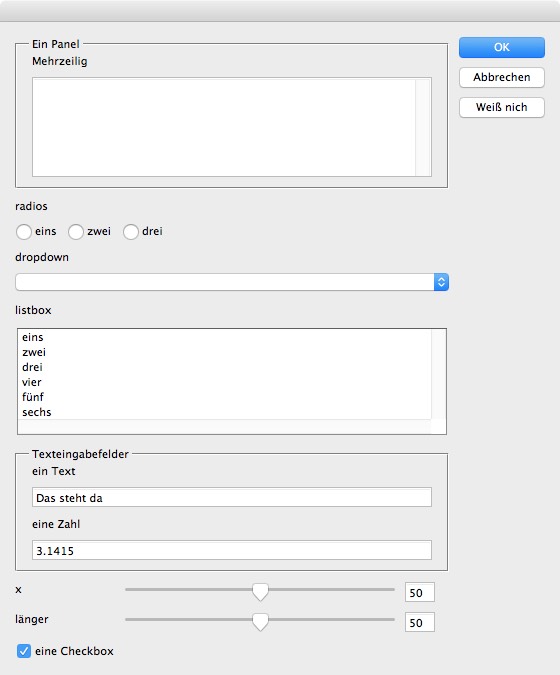 Ein Panel
Mehrzeilig
OK
Abbrechen
Weiß nich
radios
eins zwei drei
dropdown
listbox
eins
zwei
drei
vier
fünf
sechs
Texteingabefelder
ein Text
Das steht da
eine Zahl
3.1415
x 50
länger 50
eine Checkbox